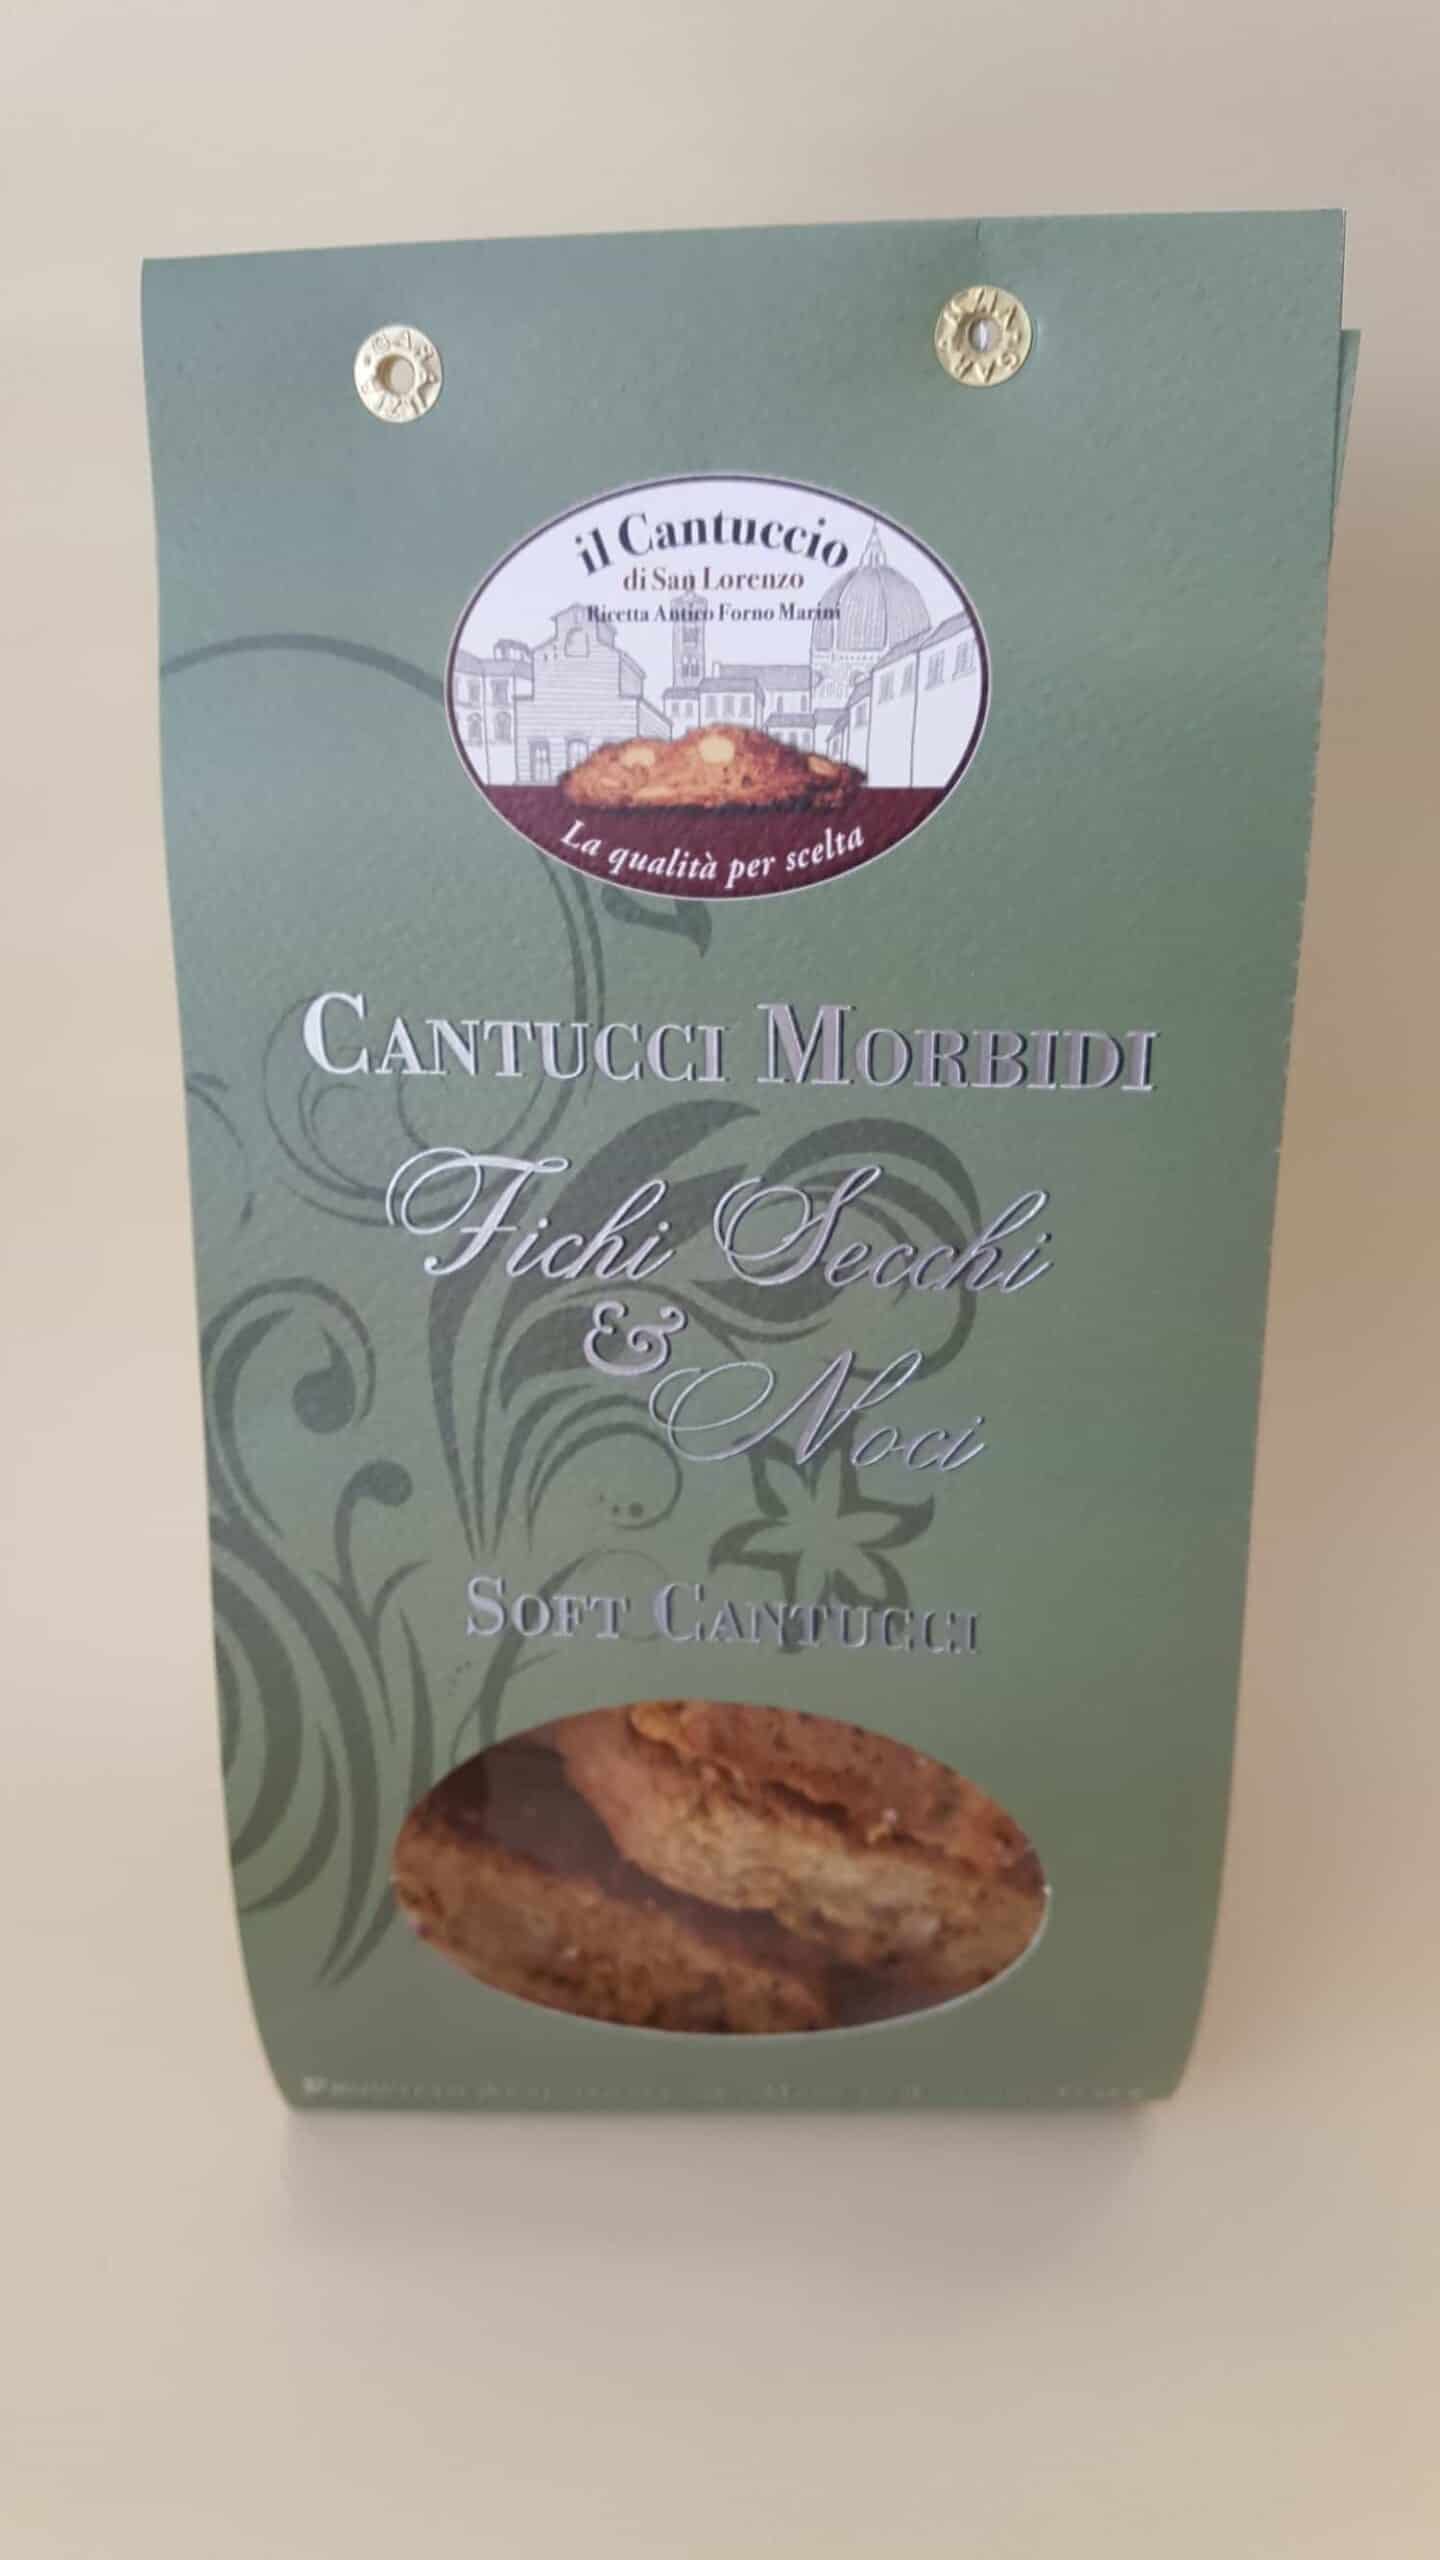 il Cantuccio
di San Lorenzo
Ricetta Antico Forno Marini
La qualità per scelta
CANTUCCI MORBIDI
Fichi Secchi
&
Noci
SOFT CANTUCCI